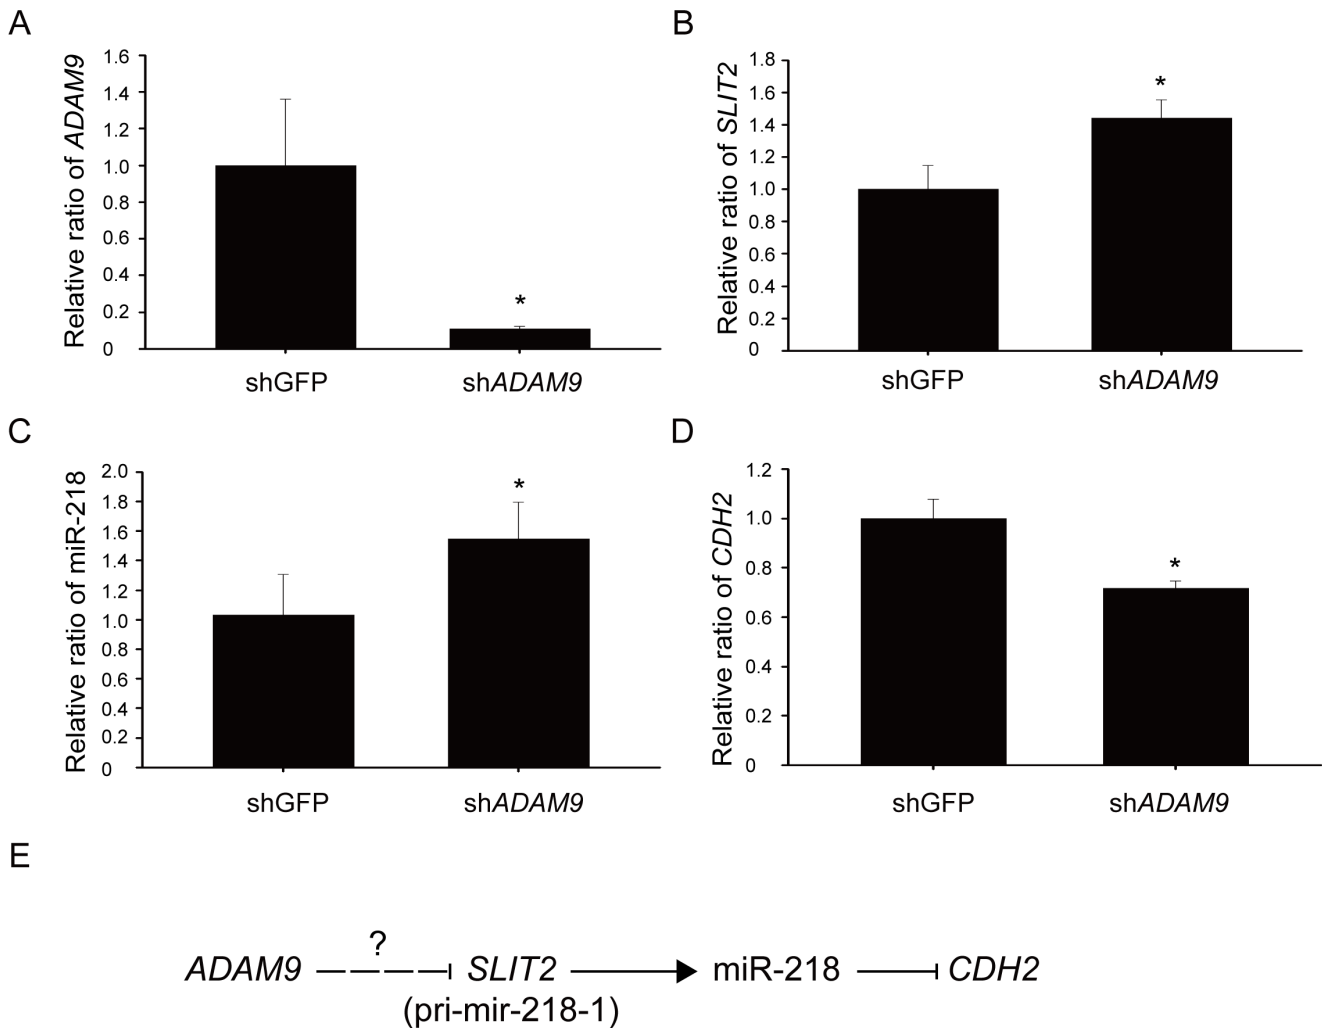 A
Relative ratio of ADAM9
1.6
1.4
1.2
1.0
0.8
0.6
0.4
0.2
0
*
shGFP
shADAM9
B
Relative ratio of SLIT2
1.8
1.6
1.4
1.2
1.0
0.8
0.6
0.4
0.2
0
*
shGFP
shADAM9
C
Relative ratio of miR-218
2.0
1.8
1.6
1.4
1.2
1.0
0.8
0.6
0.4
0.2
0
*
shGFP
shADAM9
D
Relative ratio of CDH2
1.2
1.0
0.8
0.6
0.4
0.2
0
*
shGFP
shADAM9
E
?
ADAM9 SLIT2 miR-218 CDH2
(pri-mir-218-1)